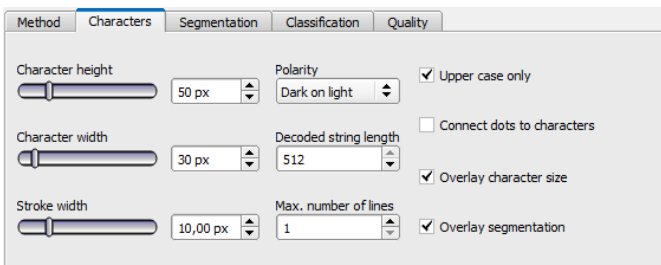 Method Characters Segmentation Classification Quality
Character height Polarity
50 px Dark on light Upper case only
Connect dots to characters
Character width Decoded string length
30 px 512
Overlay character size
Stroke width Max. number of lines
10,00 px 1 Overlay segmentation